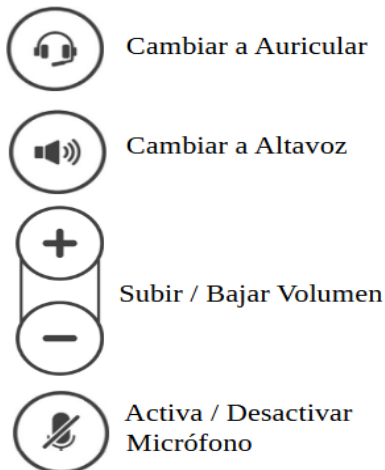 Cambiar a Auricular
Cambiar a Altavoz
Subir / Bajar Volumen
Activa / Desactivar
Micrófono